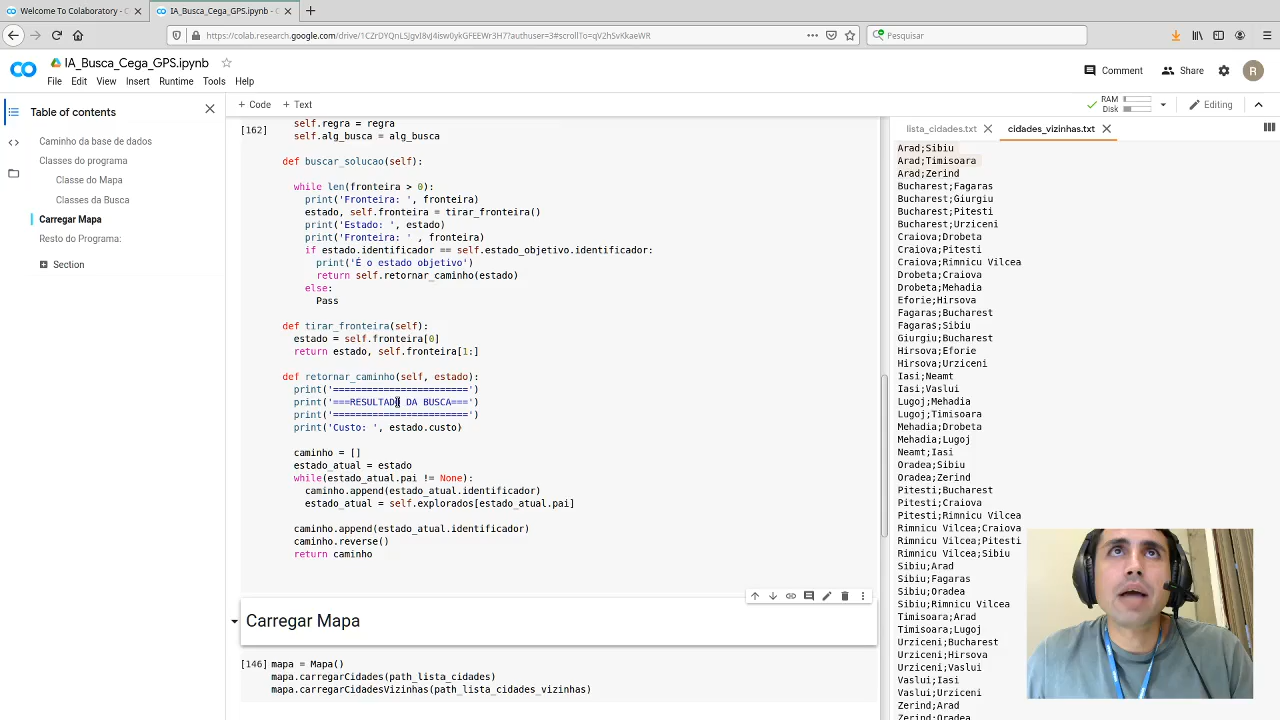 Welcome To Colaboratory - C
IA_Busca_Cega_GPS.ipynb - C
https://colab.research.google.com/drive/1CZrDYQnLSJgvI8vJ4isw0ykGFEEWr3H7?authuser=3#scrollTo=qV2hSvKkaeWR
Pesquisar
IA_Busca_Cega_GPS.ipynb
File Edit View Insert Runtime Tools Help
Comment
Share
R
Table of contents
+ Code + Text
RAM
Disk
Editing
Caminho da base de dados
Classes do programa
Classe do Mapa
Classes da Busca
Carregar Mapa
Resto do Programa:
Section
[162]
self.regra = regra
self.alg_busca = alg_busca
def buscar_solucao(self):
while len(fronteira > 0):
print('Fronteira: ', fronteira)
estado, self.fronteira = tirar_fronteira()
print('Estado: ', estado)
print('Fronteira: ' , fronteira)
if estado.identificador == self.estado_objetivo.identificador:
print('É o estado objetivo')
return self.retornar_caminho(estado)
else:
Pass
def tirar_fronteira(self):
estado = self.fronteira[0]
return estado, self.fronteira[1:]
def retornar_caminho(self, estado):
print('========================')
print('===RESULTADO DA BUSCA===')
print('========================')
print('Custo: ', estado.custo)
caminho = []
estado_atual = estado
while(estado_atual.pai != None):
caminho.append(estado_atual.identificador)
estado_atual = self.explorados[estado_atual.pai]
caminho.append(estado_atual.identificador)
caminho.reverse()
return caminho
Carregar Mapa
[146] mapa = Mapa()
mapa.carregarCidades(path_lista_cidades)
mapa.carregarCidadesVizinhas(path_lista_cidades_vizinhas)
lista_cidades.txt
cidades_vizinhas.txt
Arad;Sibiu
Arad;Timisoara
Arad;Zerind
Bucharest;Fagaras
Bucharest;Giurgiu
Bucharest;Pitesti
Bucharest;Urziceni
Craiova;Drobeta
Craiova;Pitesti
Craiova;Rimnicu Vilcea
Drobeta;Craiova
Drobeta;Mehadia
Eforie;Hirsova
Fagaras;Bucharest
Fagaras;Sibiu
Giurgiu;Bucharest
Hirsova;Eforie
Hirsova;Urziceni
Iasi;Neamt
Iasi;Vaslui
Lugoj;Mehadia
Lugoj;Timisoara
Mehadia;Drobeta
Mehadia;Lugoj
Neamt;Iasi
Oradea;Sibiu
Oradea;Zerind
Pitesti;Bucharest
Pitesti;Craiova
Pitesti;Rimnicu Vilcea
Rimnicu Vilcea;Craiova
Rimnicu Vilcea;Pitesti
Rimnicu Vilcea;Sibiu
Sibiu;Arad
Sibiu;Fagaras
Sibiu;Oradea
Sibiu;Rimnicu Vilcea
Timisoara;Arad
Timisoara;Lugoj
Urziceni;Bucharest
Urziceni;Hirsova
Urziceni;Vaslui
Vaslui;Iasi
Vaslui;Urziceni
Zerind;Arad
Zerind;Oradea